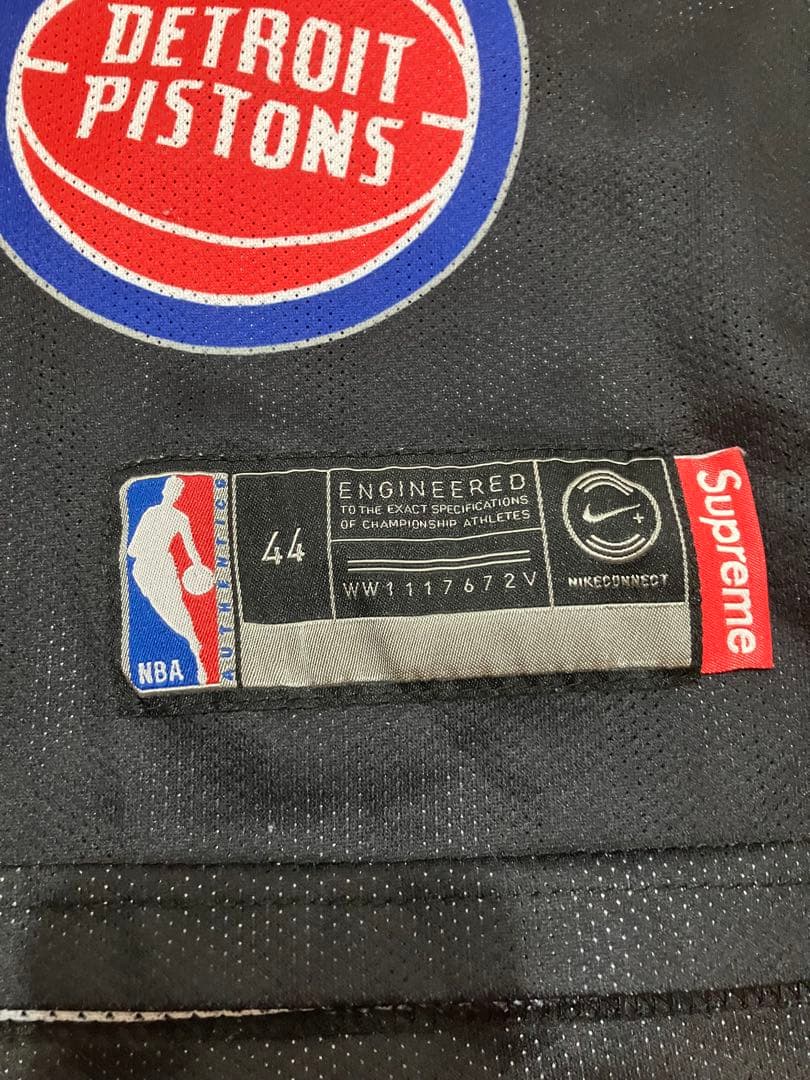 DETROIT
PISTONS
NBA
AUTHENTICS
44
ENGINEERED
TO THE EXACT SPECIFICATIONS
OF CHAMPIONSHIP ATHLETES
WW1117672V
NIKECONNECT
Supreme